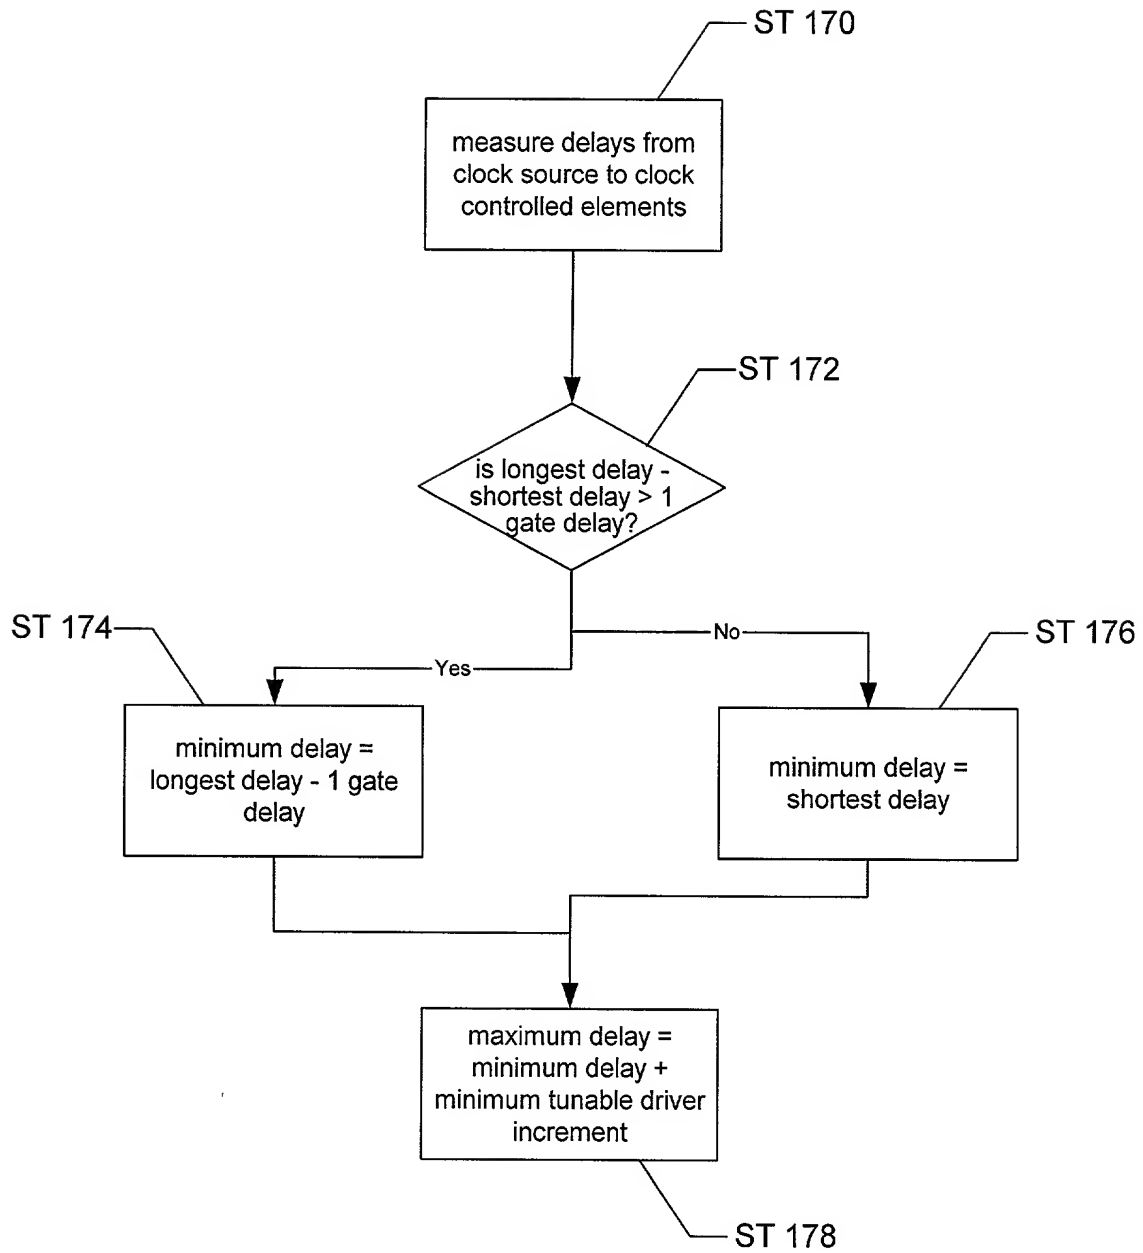 ST 170
measure delays from
clock source to clock
controlled elements
ST 172
is longest delay -
shortest delay > 1
gate delay?
ST 174
No
ST 176
Yes
minimum delay =
longest delay - 1 gate
delay
minimum delay =
shortest delay
maximum delay =
minimum delay +
minimum tunable driver
increment
ST 178